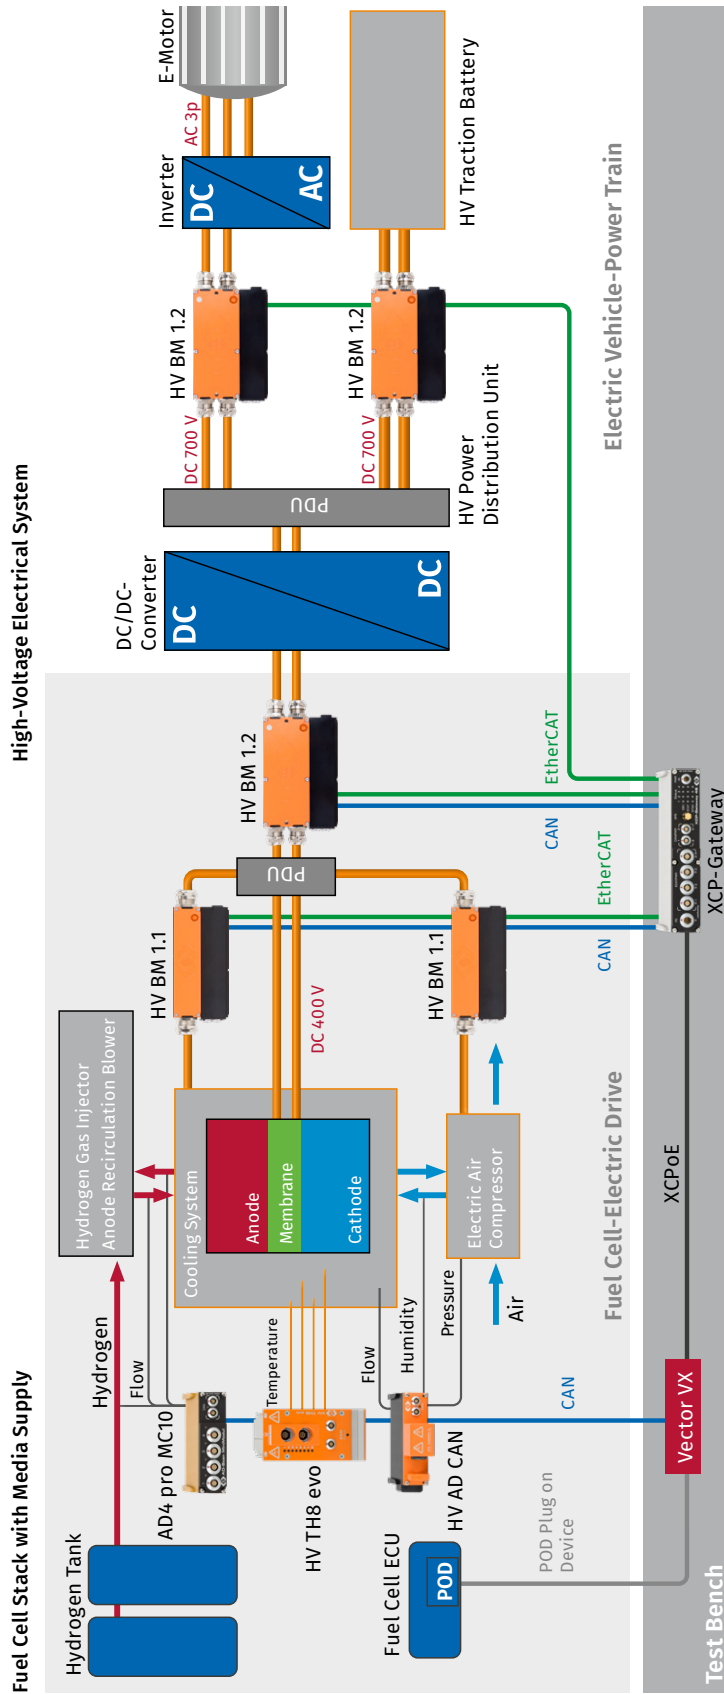 Fuel Cell Stack with Media Supply
High-Voltage Electrical System
Hydrogen Tank
Hydrogen
Flow
AD4 pro MC10
Hydrogen Gas Injector
Anode Recirculation Blower
HV BM 1.1
Cooling System
Anode
Membrane
Cathode
Temperature
HV TH8 evo
DC 400 V
PDU
HV BM 1.2
DC/DC-
Converter
DC
DC
PDU
HV Power
Distribution Unit
DC 700 V
HV BM 1.2
Inverter
DC
AC
AC 3p
E-Motor
DC 700 V
HV BM 1.2
HV Traction Battery
Flow
Humidity
Pressure
HV AD CAN
Electric Air
Compressor
Air
HV BM 1.1
Fuel Cell ECU
POD
POD Plug on
Device
CAN
CAN
EtherCAT
CAN
EtherCAT
Fuel Cell-Electric Drive
Electric Vehicle-Power Train
Vector VX
XCPoE
XCP-Gateway
Test Bench